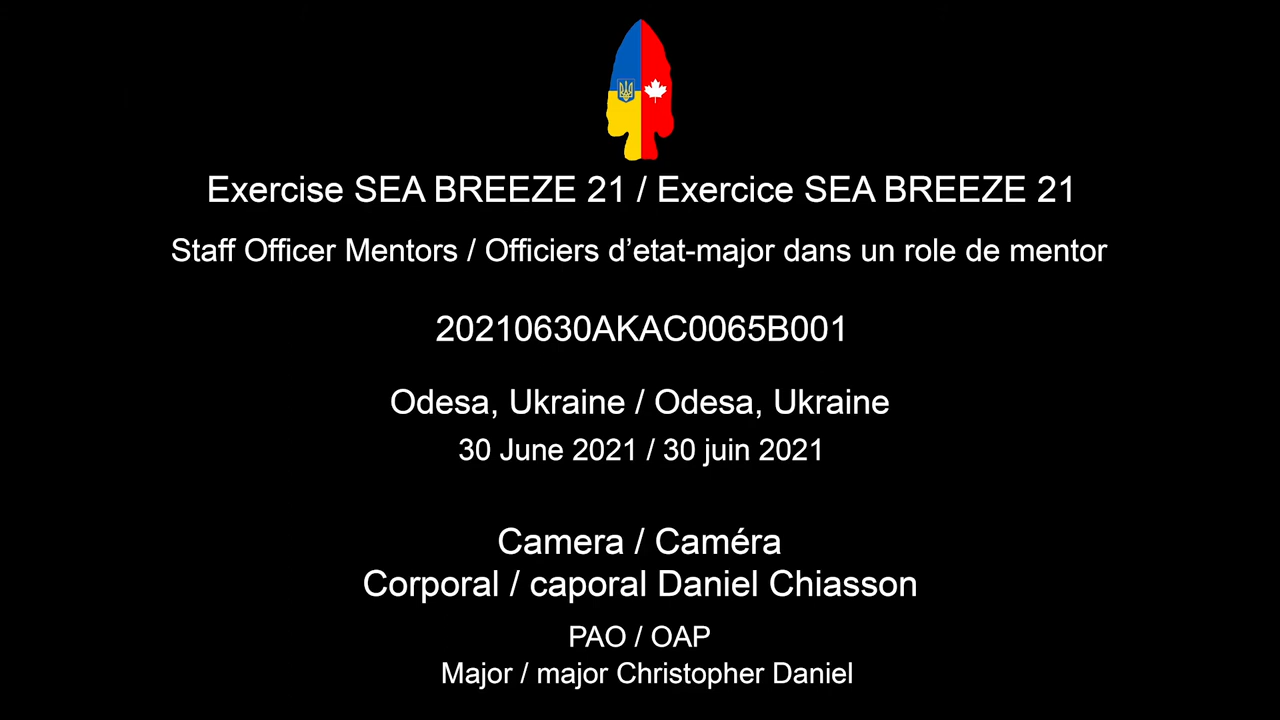 Exercise SEA BREEZE 21 / Exercice SEA BREEZE 21
Staff Officer Mentors / Officiers d’etat-major dans un role de mentor
20210630AKAC0065B001
Odesa, Ukraine / Odesa, Ukraine
30 June 2021 / 30 juin 2021
Camera / Caméra
Corporal / caporal Daniel Chiasson
PAO / OAP
Major / major Christopher Daniel